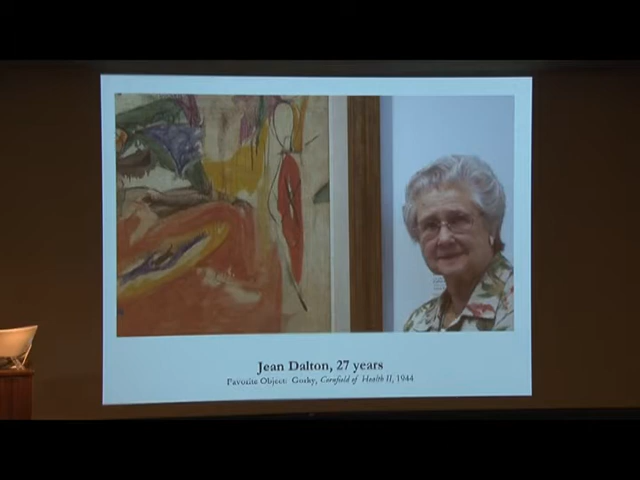 Jean Dalton, 27 years
Favorite Object: Gorky, Cornfield of Health II, 1944